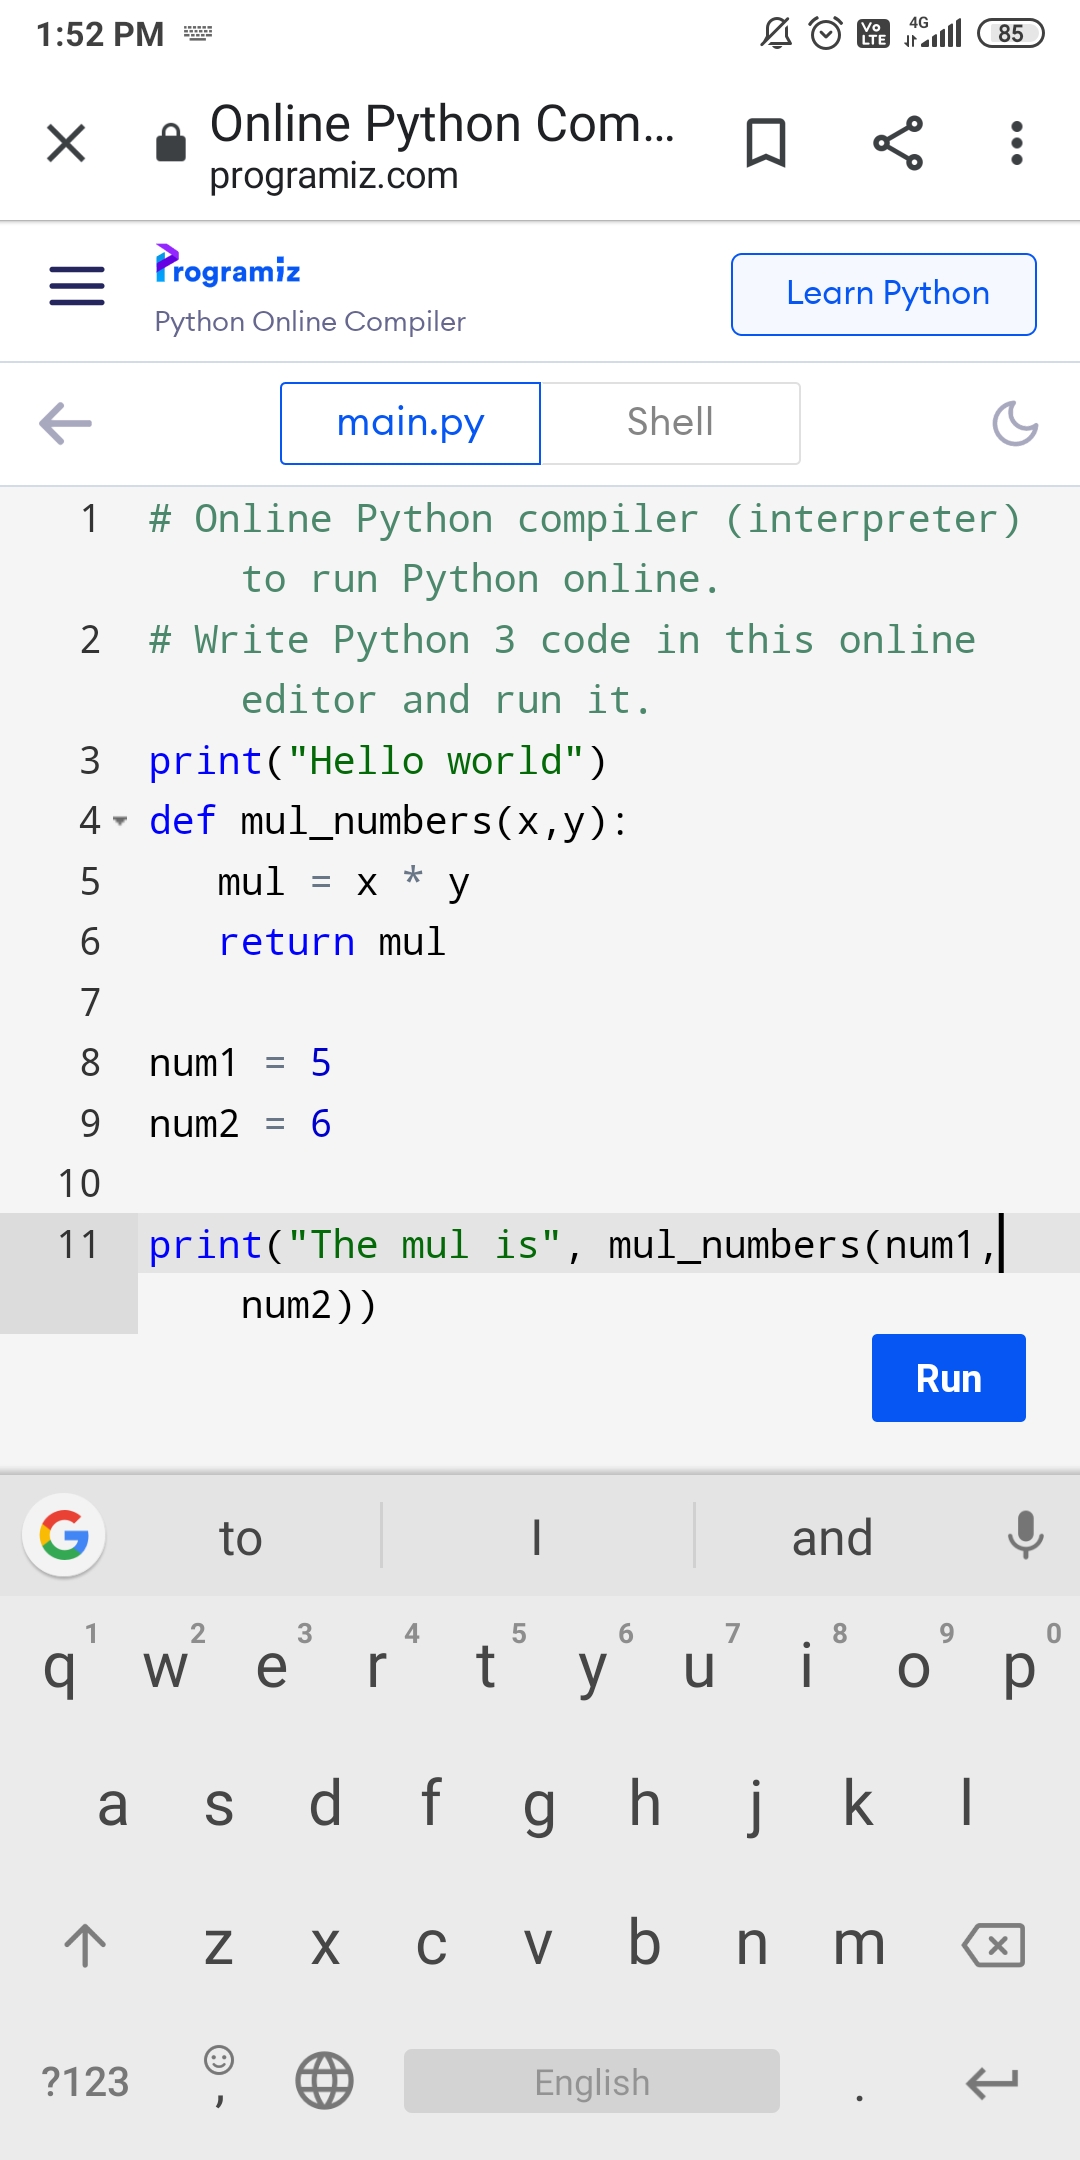 1:52 PM 4G Vo LTE 85
Online Python Com...
programiz.com
Programiz
Python Online Compiler
Learn Python
main.py Shell
1 # Online Python compiler (interpreter)
to run Python online.
2 # Write Python 3 code in this online
editor and run it.
3 print("Hello world")
4 def mul_numbers(x,y):
5 mul = x * y
6 return mul
7
8 num1 = 5
9 num2 = 6
10
11 print("The mul is", mul_numbers(num1,
num2))
Run
G to I and
1 2 3 4 5 6 7 8 9 0
q w e r t y u i o p
a s d f g h j k l
z x c v b n m
?123 , English .